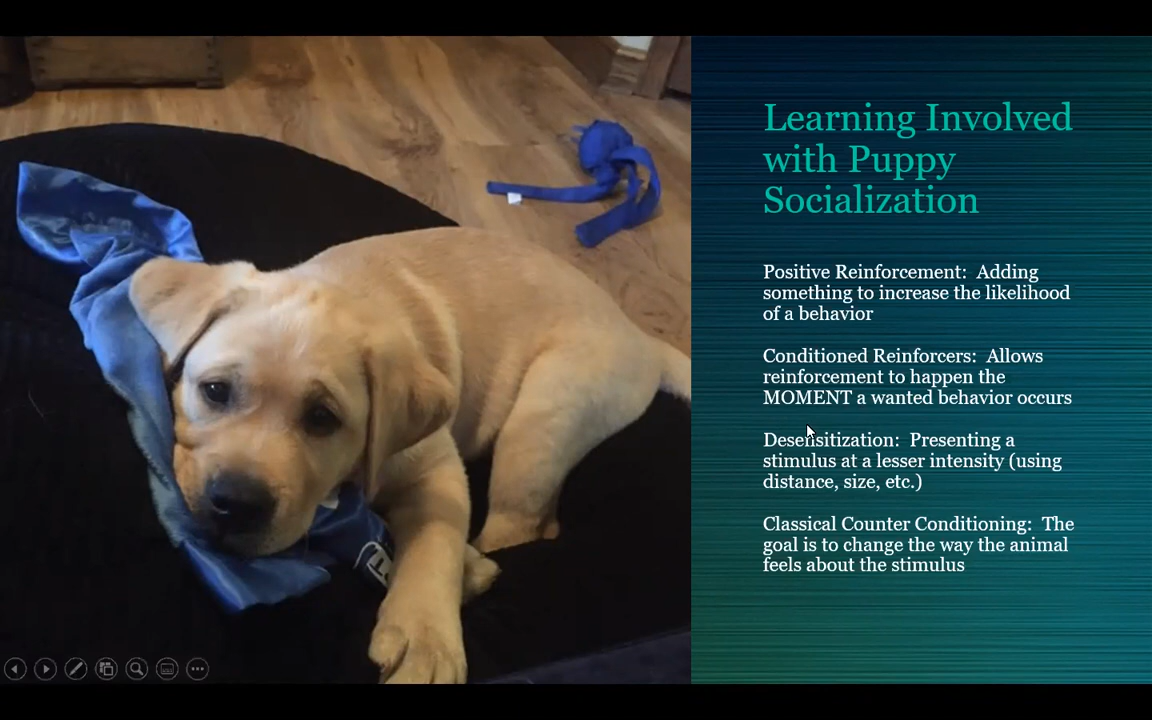 Learning Involved
with Puppy
Socialization
Positive Reinforcement:  Adding
something to increase the likelihood
of a behavior
Conditioned Reinforcers:  Allows
reinforcement to happen the
MOMENT a wanted behavior occurs
Desensitization:  Presenting a
stimulus at a lesser intensity (using
distance, size, etc.)
Classical Counter Conditioning:  The
goal is to change the way the animal
feels about the stimulus